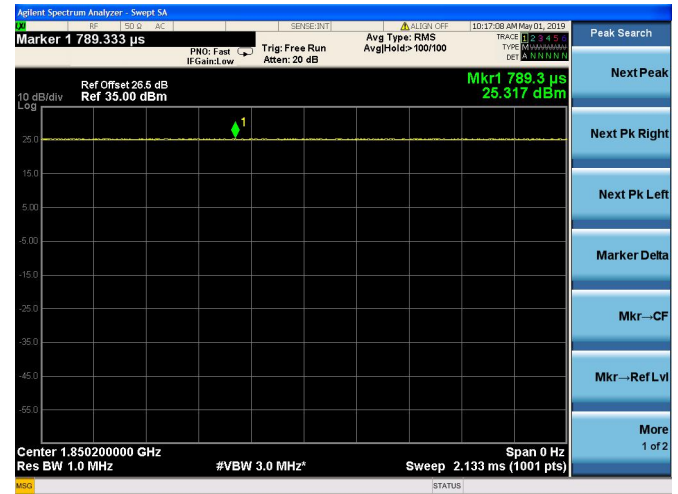 Agilent Spectrum Analyzer - Swept SA
RF 50 Ω AC SENSE:INT ALIGN OFF 10:17:08 AM May 01, 2019
Marker 1 789.333 µs
PNO: Fast
IFGain:Low
Trig: Free Run
Atten: 20 dB
Avg Type: RMS
Avg|Hold:>100/100
TRACE 1 2 3 4 5 6
TYPE M
DET A N N N N N
Peak Search
Next Peak
Next Pk Right
Next Pk Left
Marker Delta
Mkr→CF
Mkr→Ref Lvl
More
1 of 2
Ref Offset 26.5 dB
10 dB/div Ref 35.00 dBm
Log
Mkr1 789.3 µs
25.317 dBm
1
25.0
15.0
5.00
-5.00
-15.0
-25.0
-35.0
-45.0
-55.0
Center 1.850200000 GHz Span 0 Hz
Res BW 1.0 MHz #VBW 3.0 MHz* Sweep 2.133 ms (1001 pts)
MSG STATUS